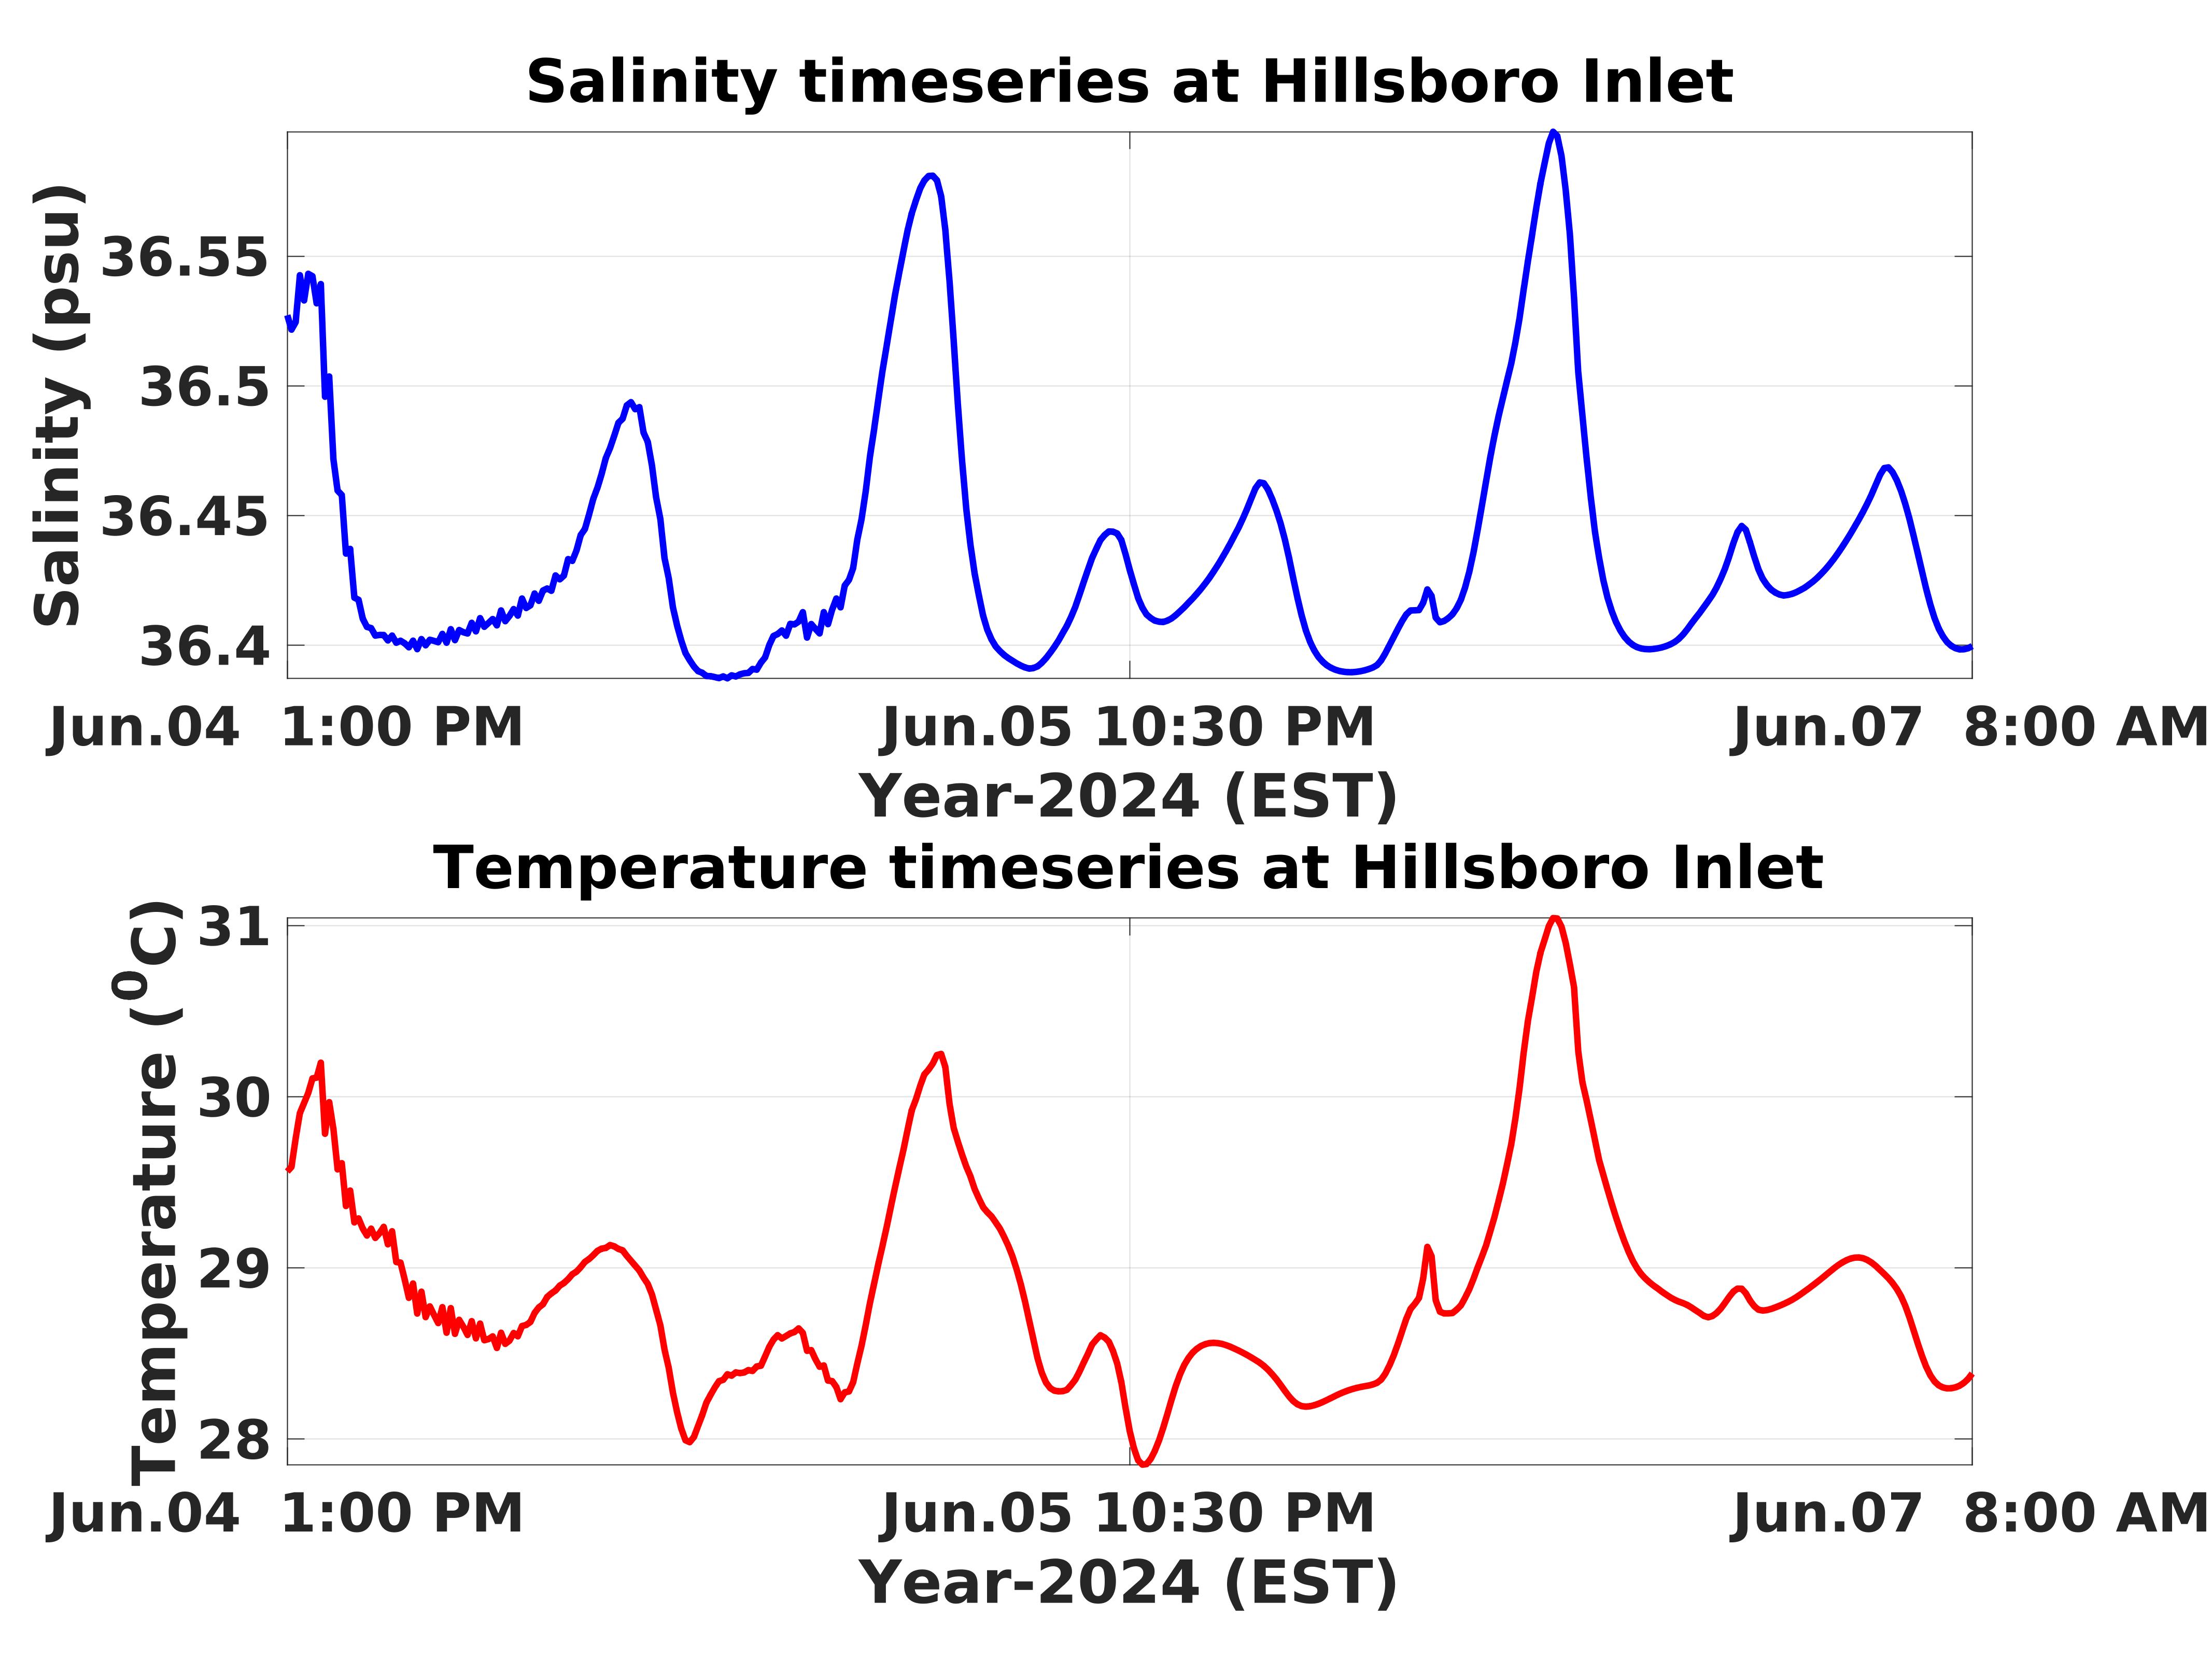 Salinity timeseries at Hillsboro Inlet
Salinity (psu)
36.55
36.5
36.45
36.4
Jun.04 1:00 PM
Jun.05 10:30 PM
Jun.07 8:00 AM
Year-2024 (EST)
Temperature timeseries at Hillsboro Inlet
Temperature (⁰C)
31
30
29
28
Jun.04 1:00 PM
Jun.05 10:30 PM
Jun.07 8:00 AM
Year-2024 (EST)